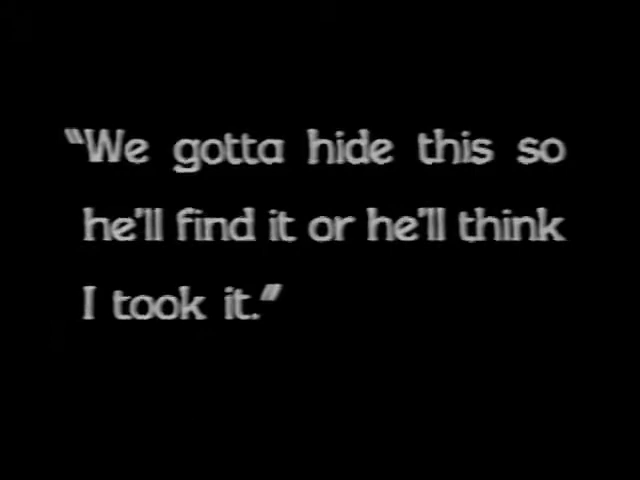 “We gotta hide this so
he'll find it or he'll think
I took it.”